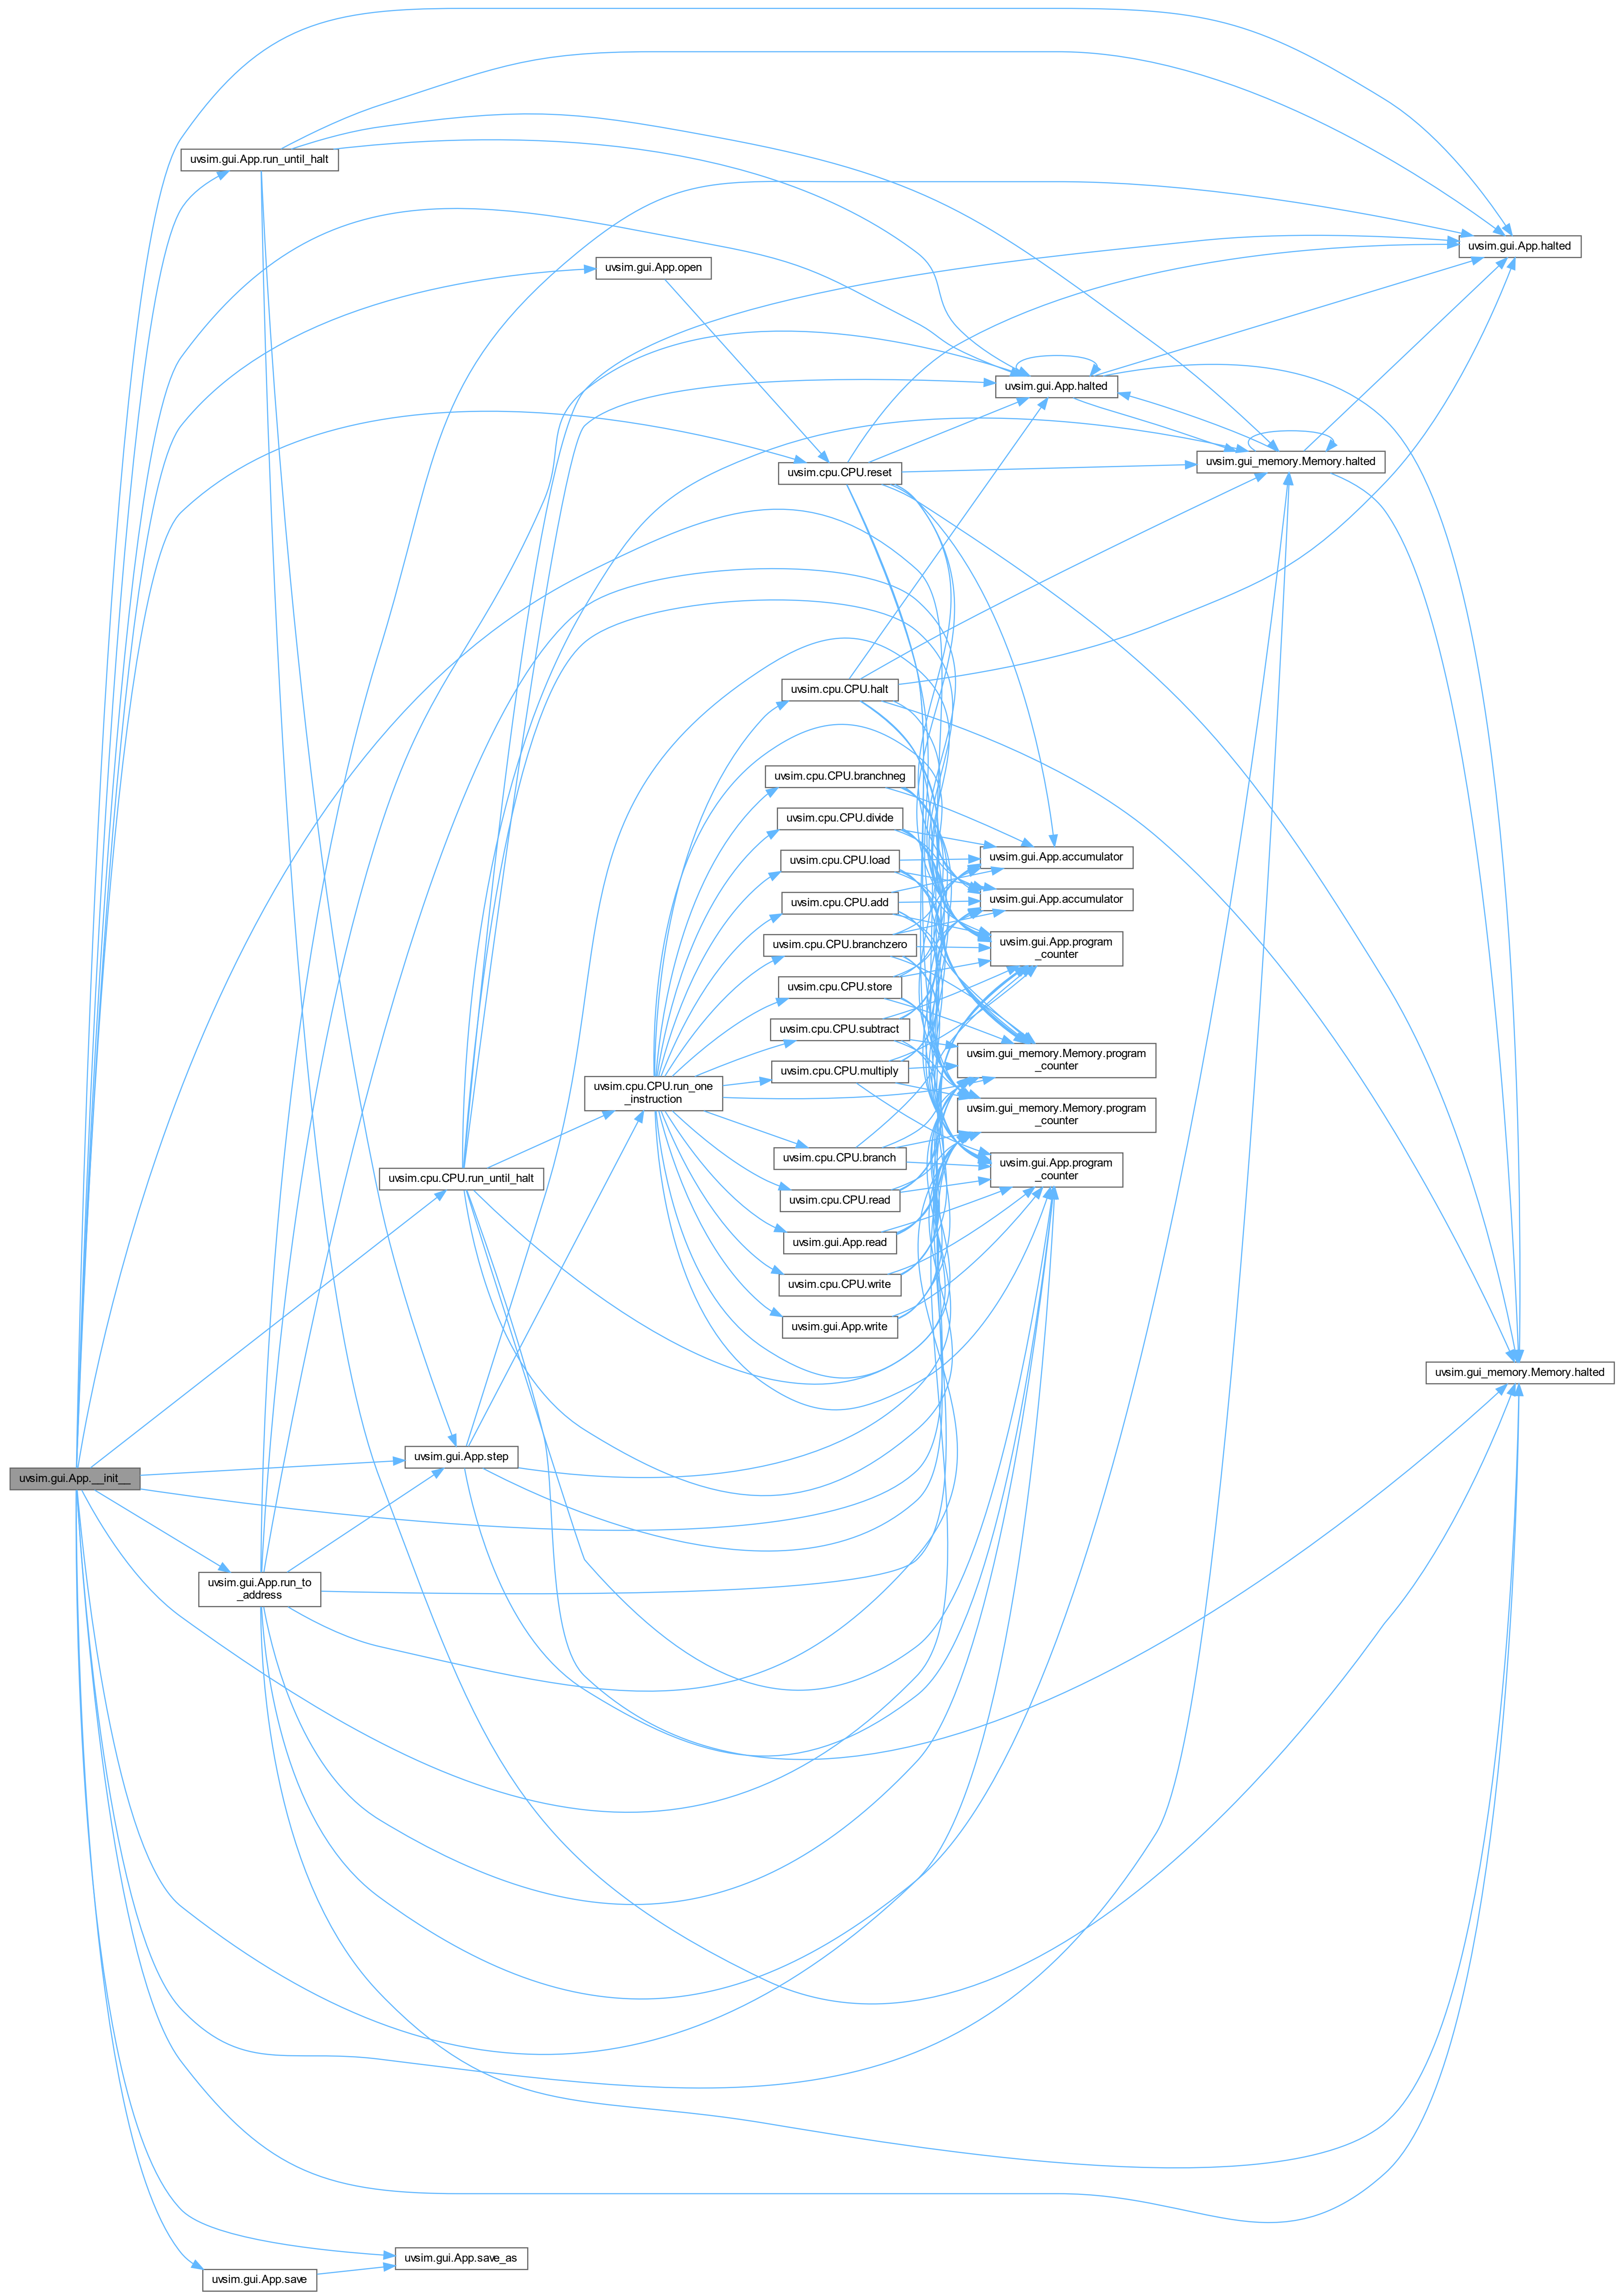 uvsim.gui.App.run_until_halt
uvsim.gui.App.halted
uvsim.gui.App.open
uvsim.gui.App.halted
uvsim.gui_memory.Memory.halted
uvsim.cpu.CPU.reset
uvsim.cpu.CPU.halt
uvsim.cpu.CPU.branchneg
uvsim.cpu.CPU.divide
uvsim.cpu.CPU.load
uvsim.gui.App.accumulator
uvsim.cpu.CPU.add
uvsim.gui.App.accumulator
uvsim.cpu.CPU.branchzero
uvsim.gui.App.program
_counter
uvsim.cpu.CPU.store
uvsim.cpu.CPU.subtract
uvsim.gui_memory.Memory.program
_counter
uvsim.cpu.CPU.multiply
uvsim.cpu.CPU.run_one
_instruction
uvsim.gui_memory.Memory.program
_counter
uvsim.cpu.CPU.branch
uvsim.gui.App.program
_counter
uvsim.cpu.CPU.run_until_halt
uvsim.cpu.CPU.read
uvsim.gui.App.read
uvsim.cpu.CPU.write
uvsim.gui.App.write
uvsim.gui_memory.Memory.halted
uvsim.gui.App.step
uvsim.gui.App.__init__
uvsim.gui.App.run_to
_address
uvsim.gui.App.save_as
uvsim.gui.App.save